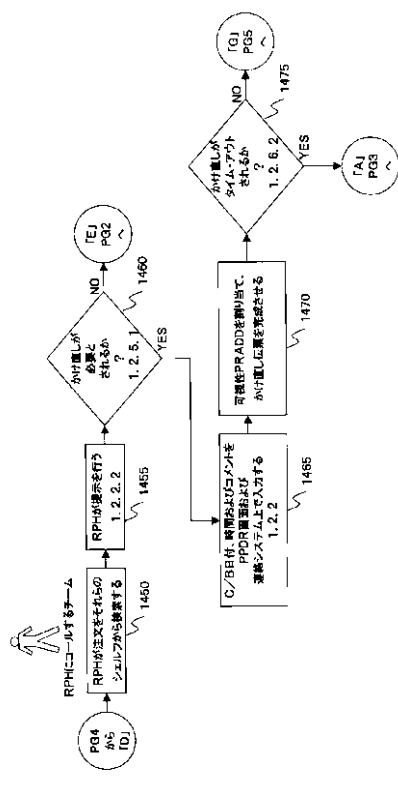 RPHにコールするチーム
PG4
から
「D」
RPHが注文をそれらの
シェルフから検索する
1450
RPHが提示を行う
1.2.2.2
1455
かけ直しが
必要と
されるか
?
1.2.5.1
1460
NO
「E」
PG2
へ
YES
C/B日付、時間およびコメントを
PPDR画面および
連絡システム上で入力する
1.2.2
1465
可視性PRADDを割り当て、
かけ直し伝票を完成させる
1470
かけ直しが
タイム・アウト
されるか
?
1.2.6.2
1475
NO
「G」
PG5
へ
YES
「A」
PG3
へ